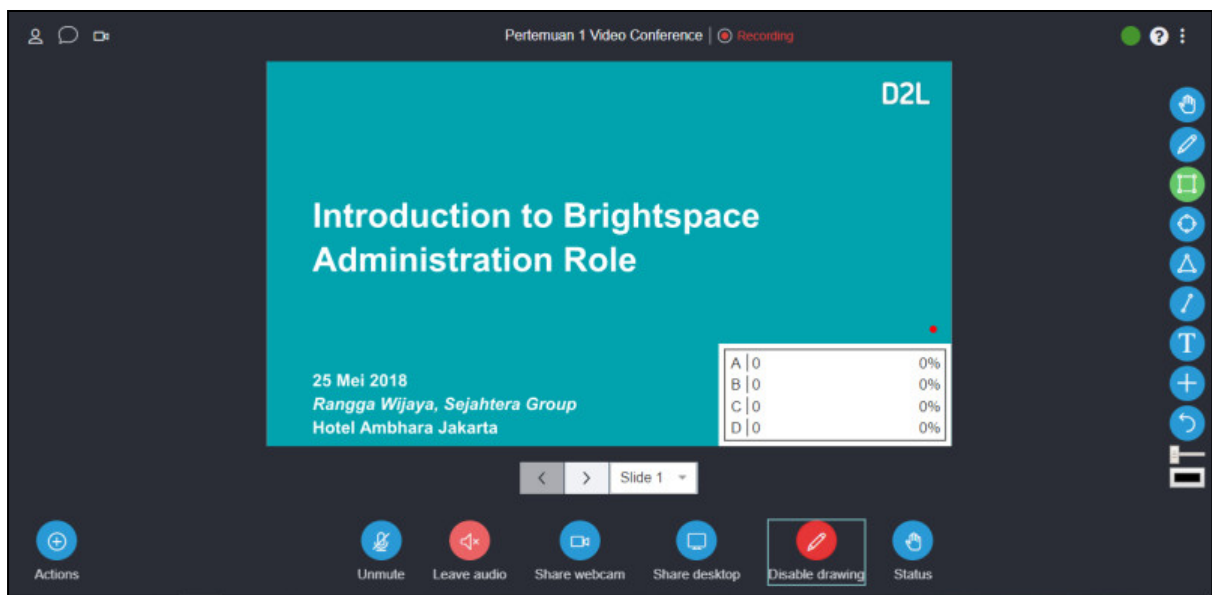 Pertemuan 1 Video Conference | Recording
?
D2L
Introduction to Brightspace
Administration Role
25 Mei 2018
Rangga Wijaya, Sejahtera Group
Hotel Ambhara Jakarta
A 0 0%
B 0 0%
C 0 0%
D 0 0%
T
Slide 1
Actions
Unmute
Leave audio
Share webcam
Share desktop
Disable drawing
Status